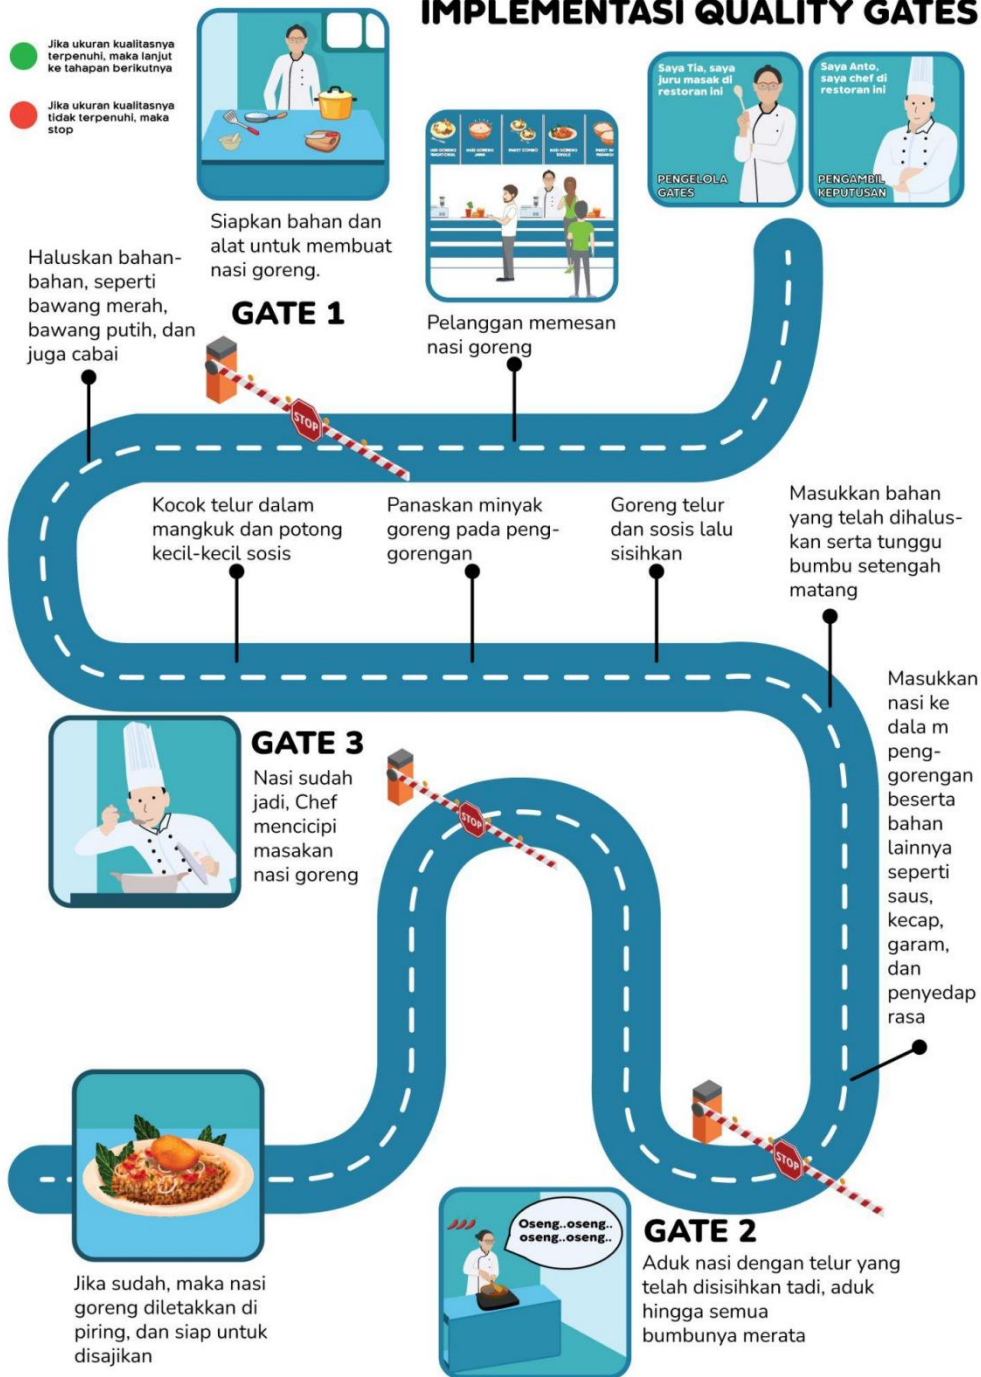 IMPLEMENTASI QUALITY GATES
Jika ukuran kualitasnya
terpenuhi, maka lanjut
ke tahapan berikutnya
Jika ukuran kualitasnya
tidak terpenuhi, maka
stop
Saya Tia, saya
juru masak di
restoran ini
PENGELOLA
GATES
Saya Anto,
saya chef di
restoran ini
PENGAMBIL
KEPUTUSAN
NASI GORENG
JAWA
PAKET COMBO
NASI GORENG
Pelanggan memesan
nasi goreng
Siapkan bahan dan
alat untuk membuat
nasi goreng.
GATE 1
STOP
Haluskan bahan-
bahan, seperti
bawang merah,
bawang putih, dan
juga cabai
Kocok telur dalam
mangkuk dan potong
kecil-kecil sosis
Panaskan minyak
goreng pada peng-
gorengan
Goreng telur
dan sosis lalu
sisihkan
Masukkan bahan
yang telah dihalus-
kan serta tunggu
bumbu setengah
matang
Masukkan
nasi ke
dala m
peng-
gorengan
beserta
bahan
lainnya
seperti
saus,
kecap,
garam,
dan
penyedap
rasa
STOP
GATE 2
Aduk nasi dengan telur yang
telah disisihkan tadi, aduk
hingga semua
bumbunya merata
Oseng..oseng..
oseng..oseng..
GATE 3
Nasi sudah
jadi, Chef
mencicipi
masakan
nasi goreng
STOP
Jika sudah, maka nasi
goreng diletakkan di
piring, dan siap untuk
disajikan